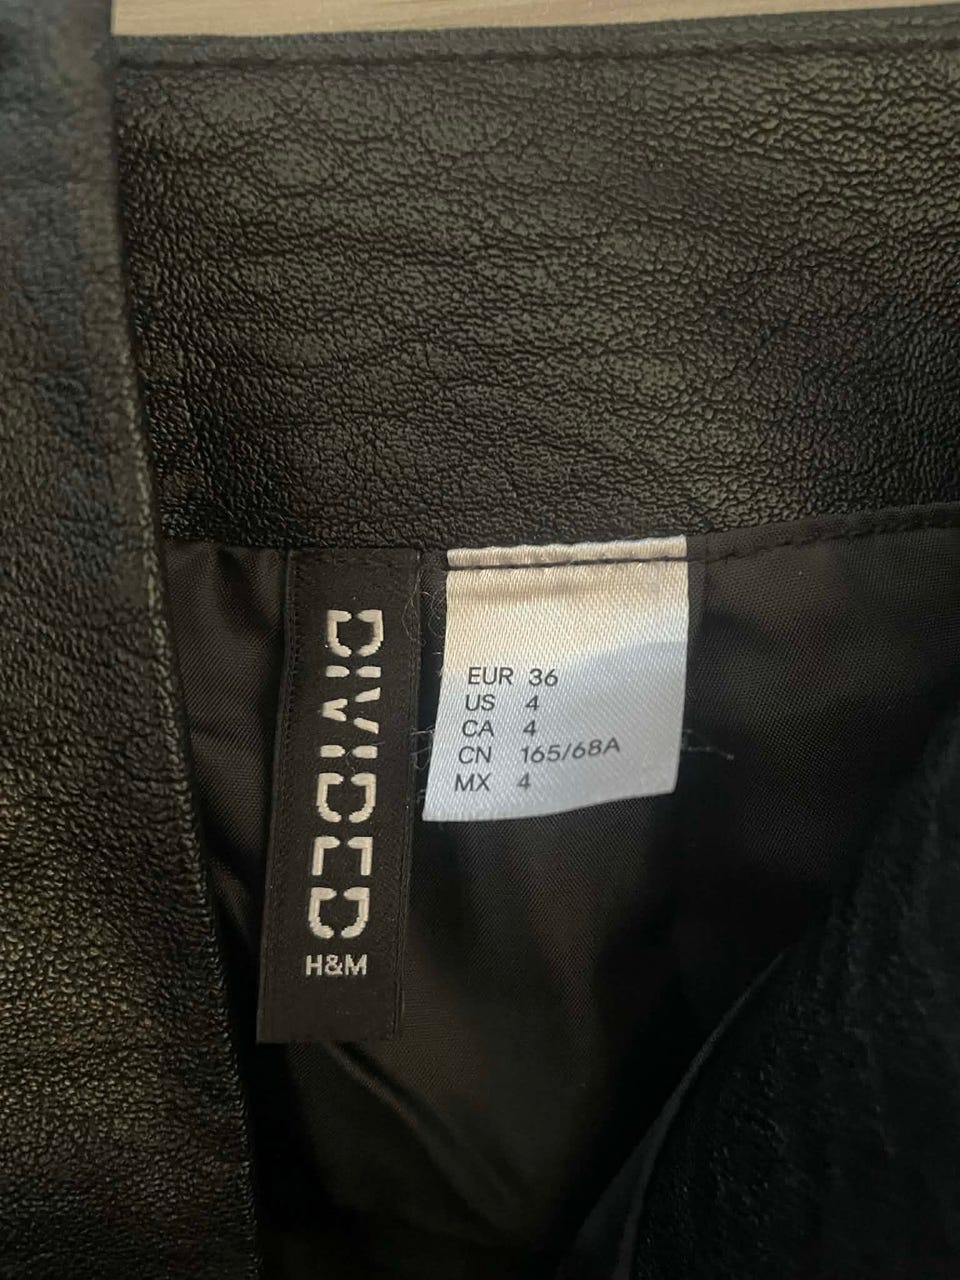 DIVIDED
H&M
EUR 36
US 4
CA 4
CN 165/68A
MX 4